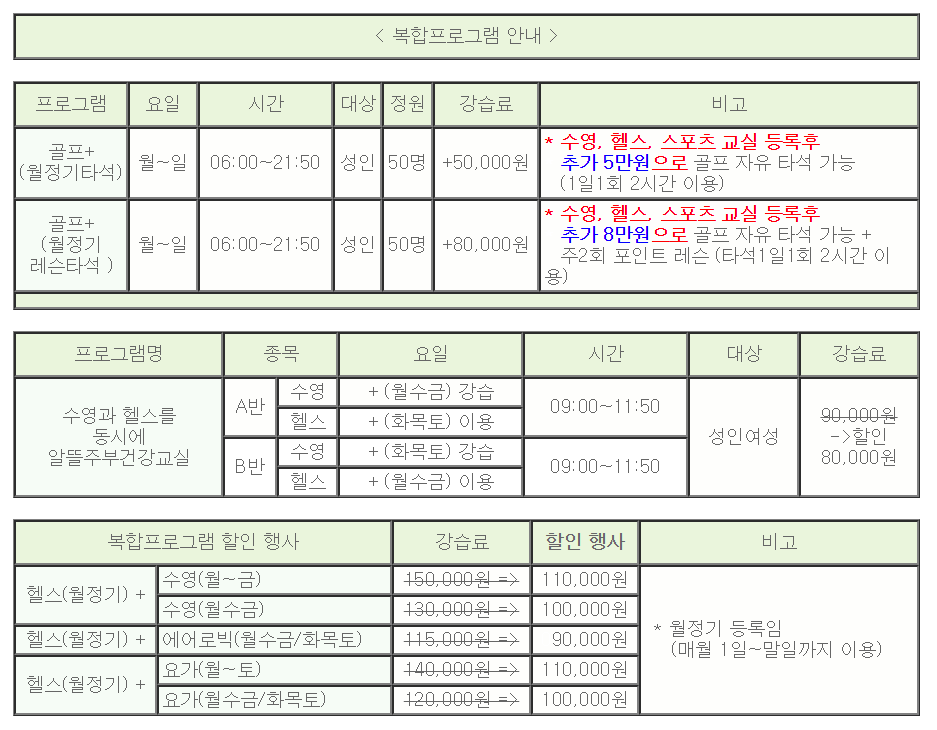 < 복합프로그램 안내 >
프로그램 요일 시간 대상 정원 강습료 비고
골프+
(월정기타석) 월~일 06:00~21:50 성인 50명 +50,000원
* 수영, 헬스, 스포츠 교실 등록후
추가 5만원으로 골프 자유 타석 가능
(1일1회 2시간 이용)
골프+
(월정기
레슨타석 ) 월~일 06:00~21:50 성인 50명 +80,000원
* 수영, 헬스, 스포츠 교실 등록후
추가 8만원으로 골프 자유 타석 가능 +
주2회 포인트 레슨 (타석1일1회 2시간 이
용)
프로그램명 종목 요일 시간 대상 강습료
수영과 헬스를
동시에
알뜰주부건강교실
A반 수영 + (월수금) 강습 09:00~11:50
헬스 + (화목토) 이용
B반 수영 + (화목토) 강습 09:00~11:50
헬스 + (월수금) 이용
성인여성
90,000원
->할인
80,000원
복합프로그램 할인 행사 강습료 할인 행사 비고
헬스(월정기) + 수영(월~금) 150,000원 => 110,000원
수영(월수금) 130,000원 => 100,000원
헬스(월정기) + 에어로빅(월수금/화목토) 115,000원 => 90,000원
헬스(월정기) + 요가(월~토) 140,000원 => 110,000원
요가(월수금/화목토) 120,000원 => 100,000원
* 월정기 등록임
(매월 1일~말일까지 이용)